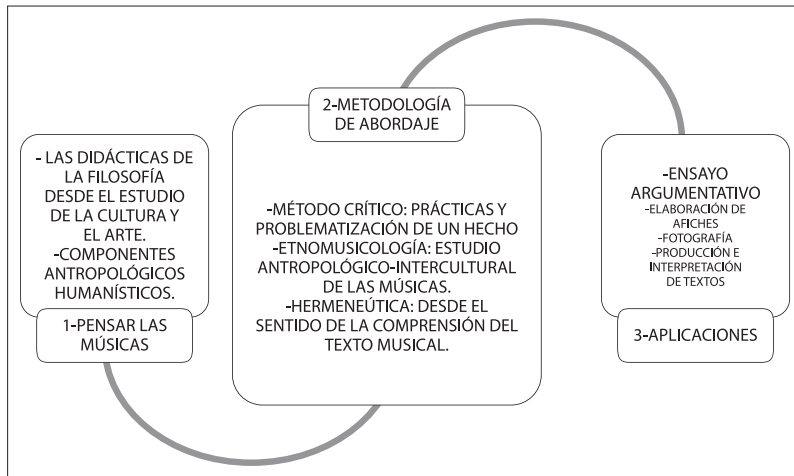 - LAS DIDÁCTICAS DE
LA FILOSOFÍA
DESDE EL ESTUDIO
DE LA CULTURA Y
EL ARTE.
-COMPONENTES
ANTROPOLÓGICOS
HUMANÍSTICOS.
1-PENSAR LAS
MÚSICAS
2-METODOLOGÍA
DE ABORDAJE
-MÉTODO CRÍTICO: PRÁCTICAS Y
PROBLEMATIZACIÓN DE UN HECHO
-ETNOMUSICOLOGÍA: ESTUDIO
ANTROPOLÓGICO-INTERCULTURAL
DE LAS MÚSICAS.
-HERMENEÚTICA: DESDE EL
SENTIDO DE LA COMPRENSIÓN DEL
TEXTO MUSICAL.
-ENSAYO
ARGUMENTATIVO
-ELABORACIÓN DE
AFICHES
-FOTOGRAFÍA
-PRODUCCIÓN E
INTERPRETACIÓN
DE TEXTOS
3-APLICACIONES